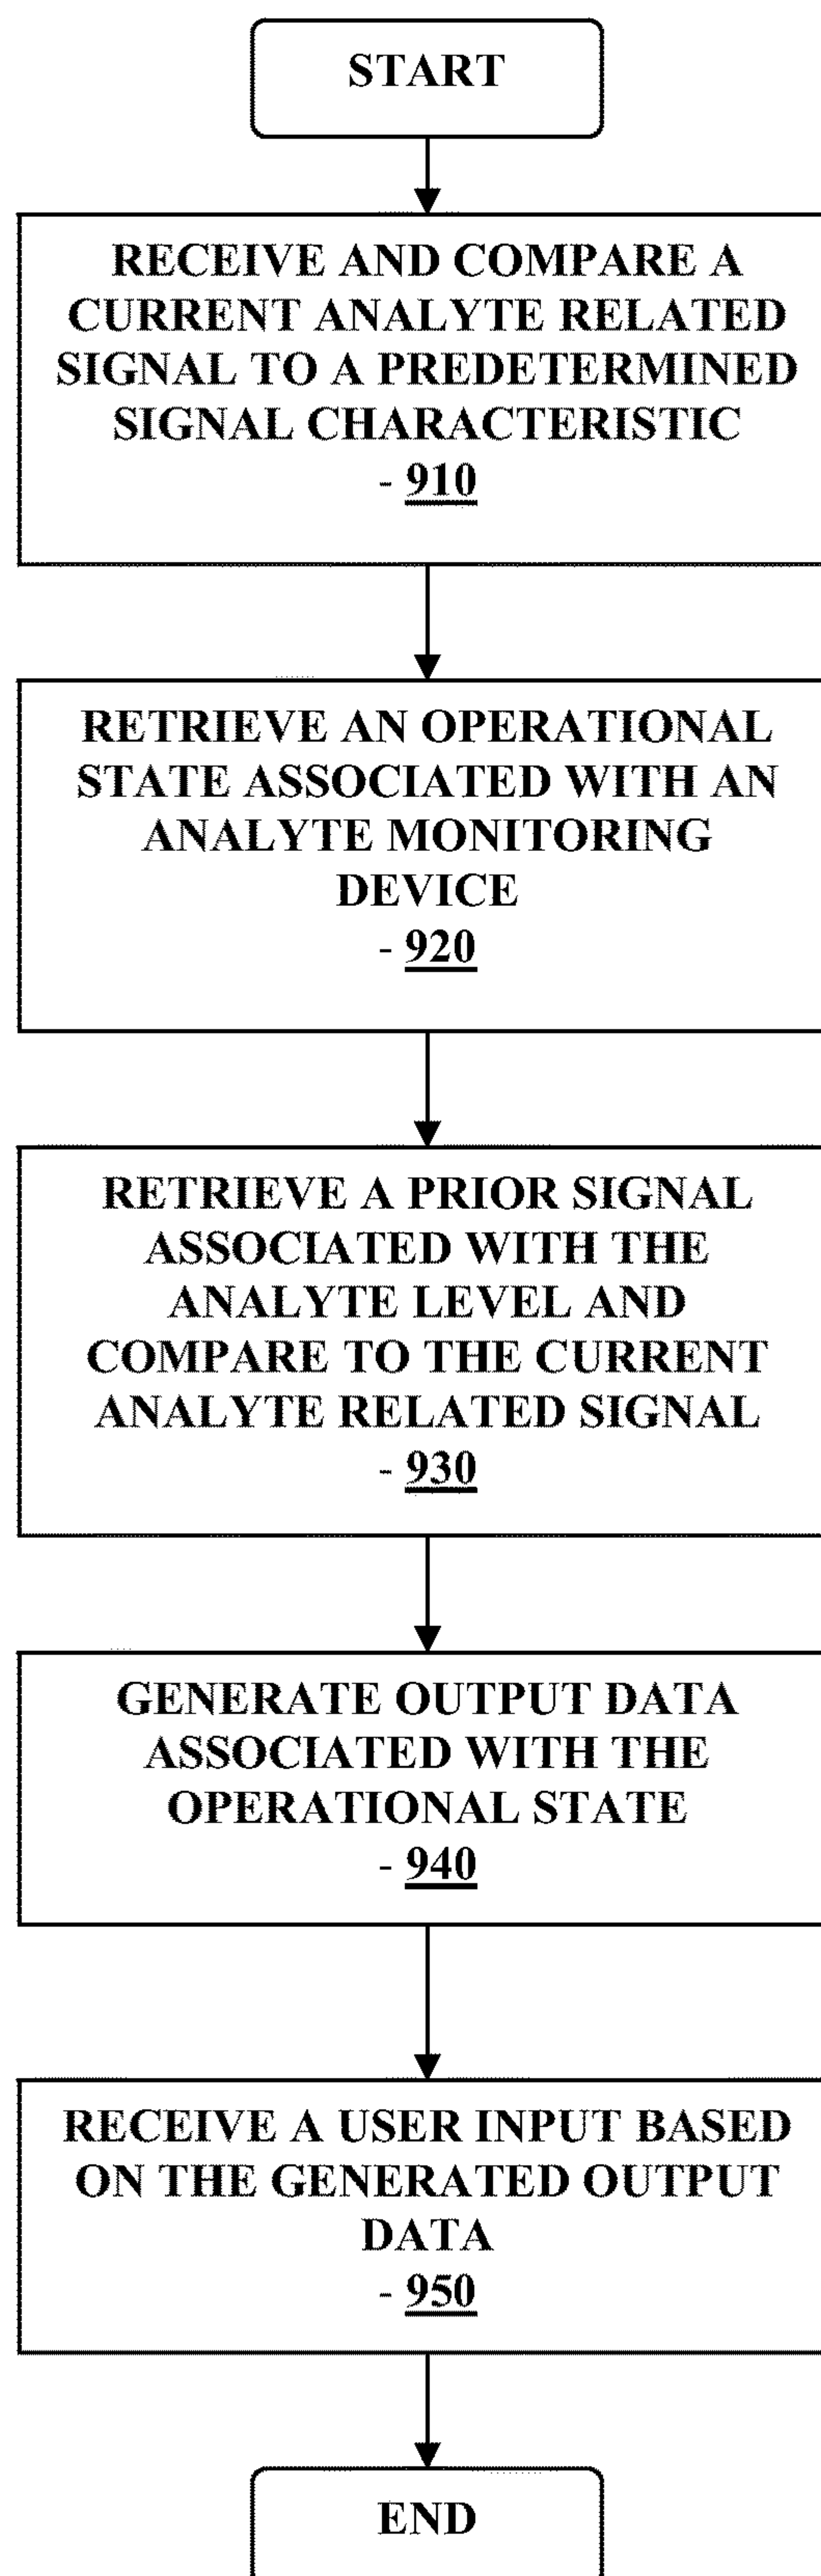 START
RECEIVE AND COMPARE A
CURRENT ANALYTE RELATED
SIGNAL TO A PREDETERMINED
SIGNAL CHARACTERISTIC
- 910
RETRIEVE AN OPERATIONAL
STATE ASSOCIATED WITH AN
ANALYTE MONITORING
DEVICE
- 920
RETRIEVE A PRIOR SIGNAL
ASSOCIATED WITH THE
ANALYTE LEVEL AND
COMPARE TO THE CURRENT
ANALYTE RELATED SIGNAL
- 930
GENERATE OUTPUT DATA
ASSOCIATED WITH THE
OPERATIONAL STATE
- 940
RECEIVE A USER INPUT BASED
ON THE GENERATED OUTPUT
DATA
- 950
END